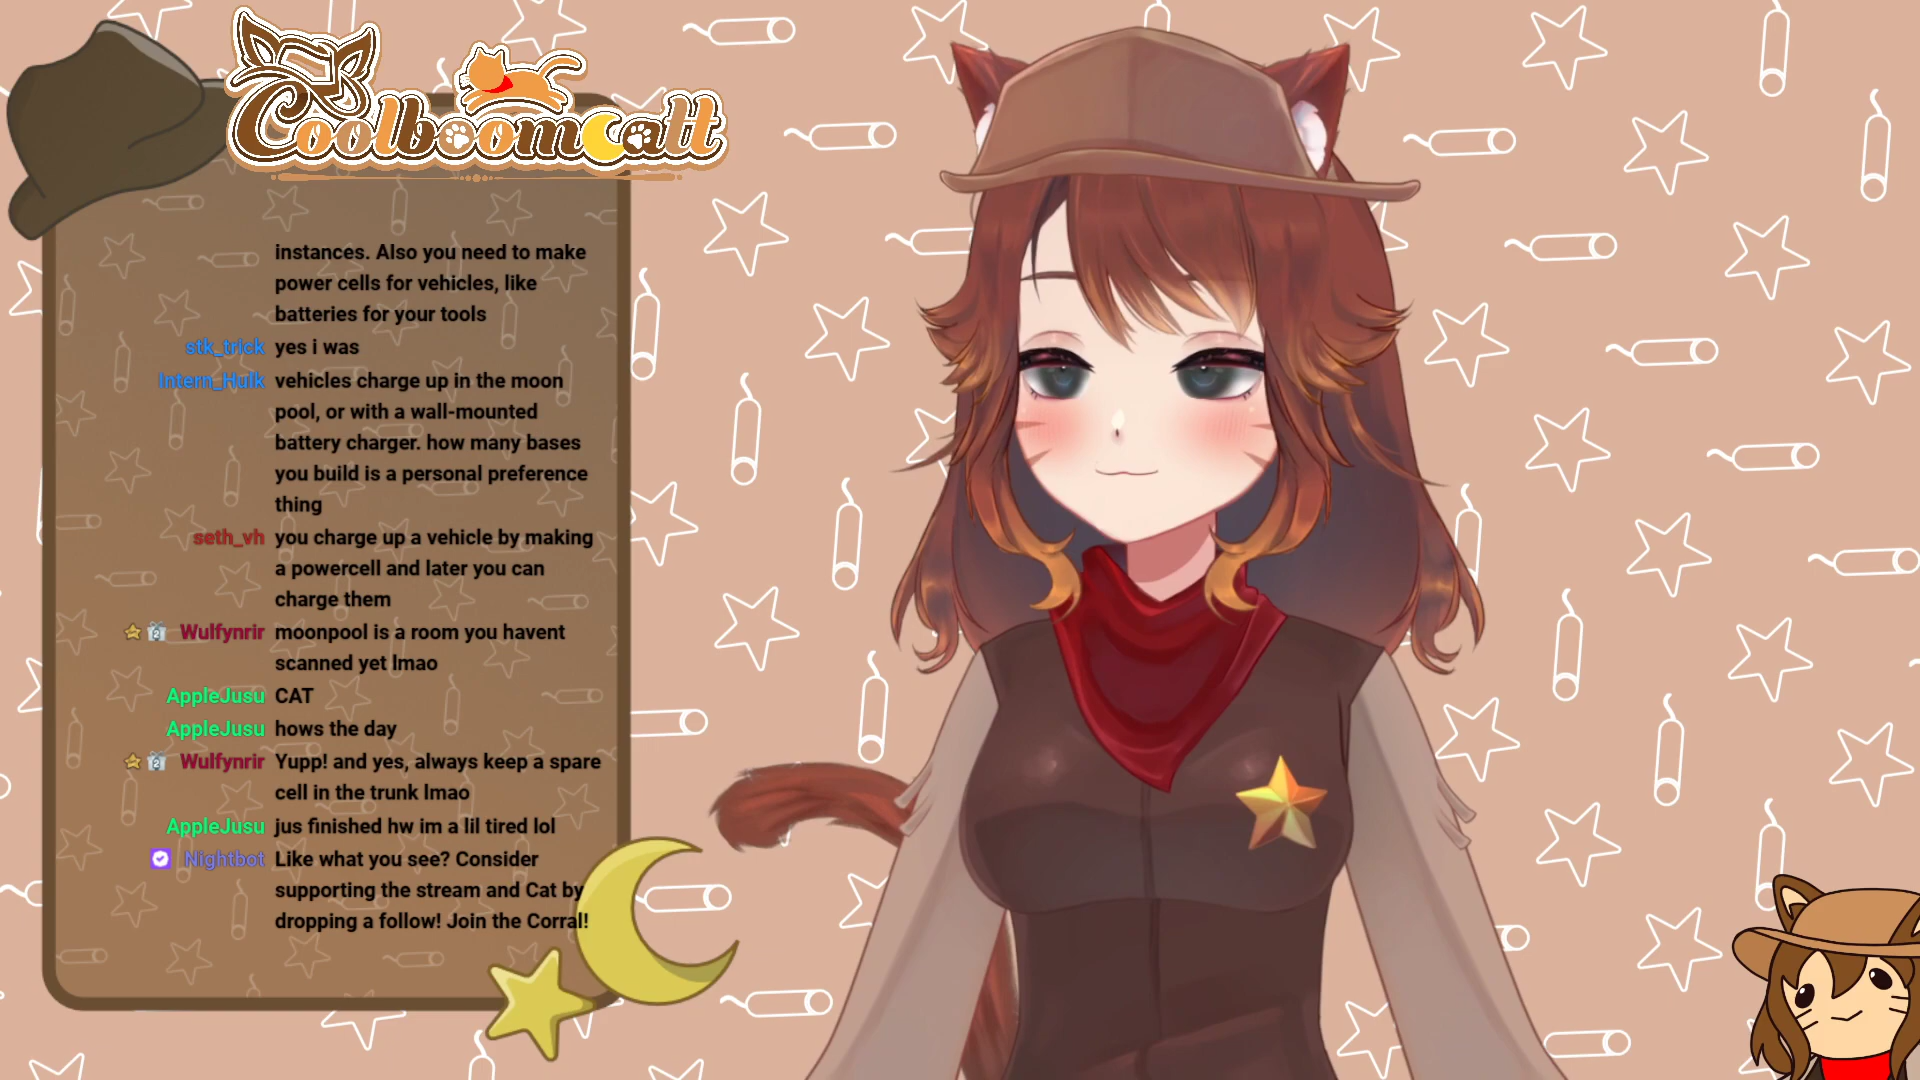 Coolboomcatt
instances. Also you need to make
power cells for vehicles, like
batteries for your tools
stk_trick yes i was
Intern_Hulk vehicles charge up in the moon
pool, or with a wall-mounted
battery charger. how many bases
you build is a personal preference
thing
seth_vh you charge up a vehicle by making
a powercell and later you can
charge them
2 Wulfynrir moonpool is a room you havent
scanned yet lmao
AppleJusu CAT
AppleJusu hows the day
2 Wulfynrir Yupp! and yes, always keep a spare
cell in the trunk lmao
AppleJusu jus finished hw im a lil tired lol
Nightbot Like what you see? Consider
supporting the stream and Cat by
dropping a follow! Join the Corral!